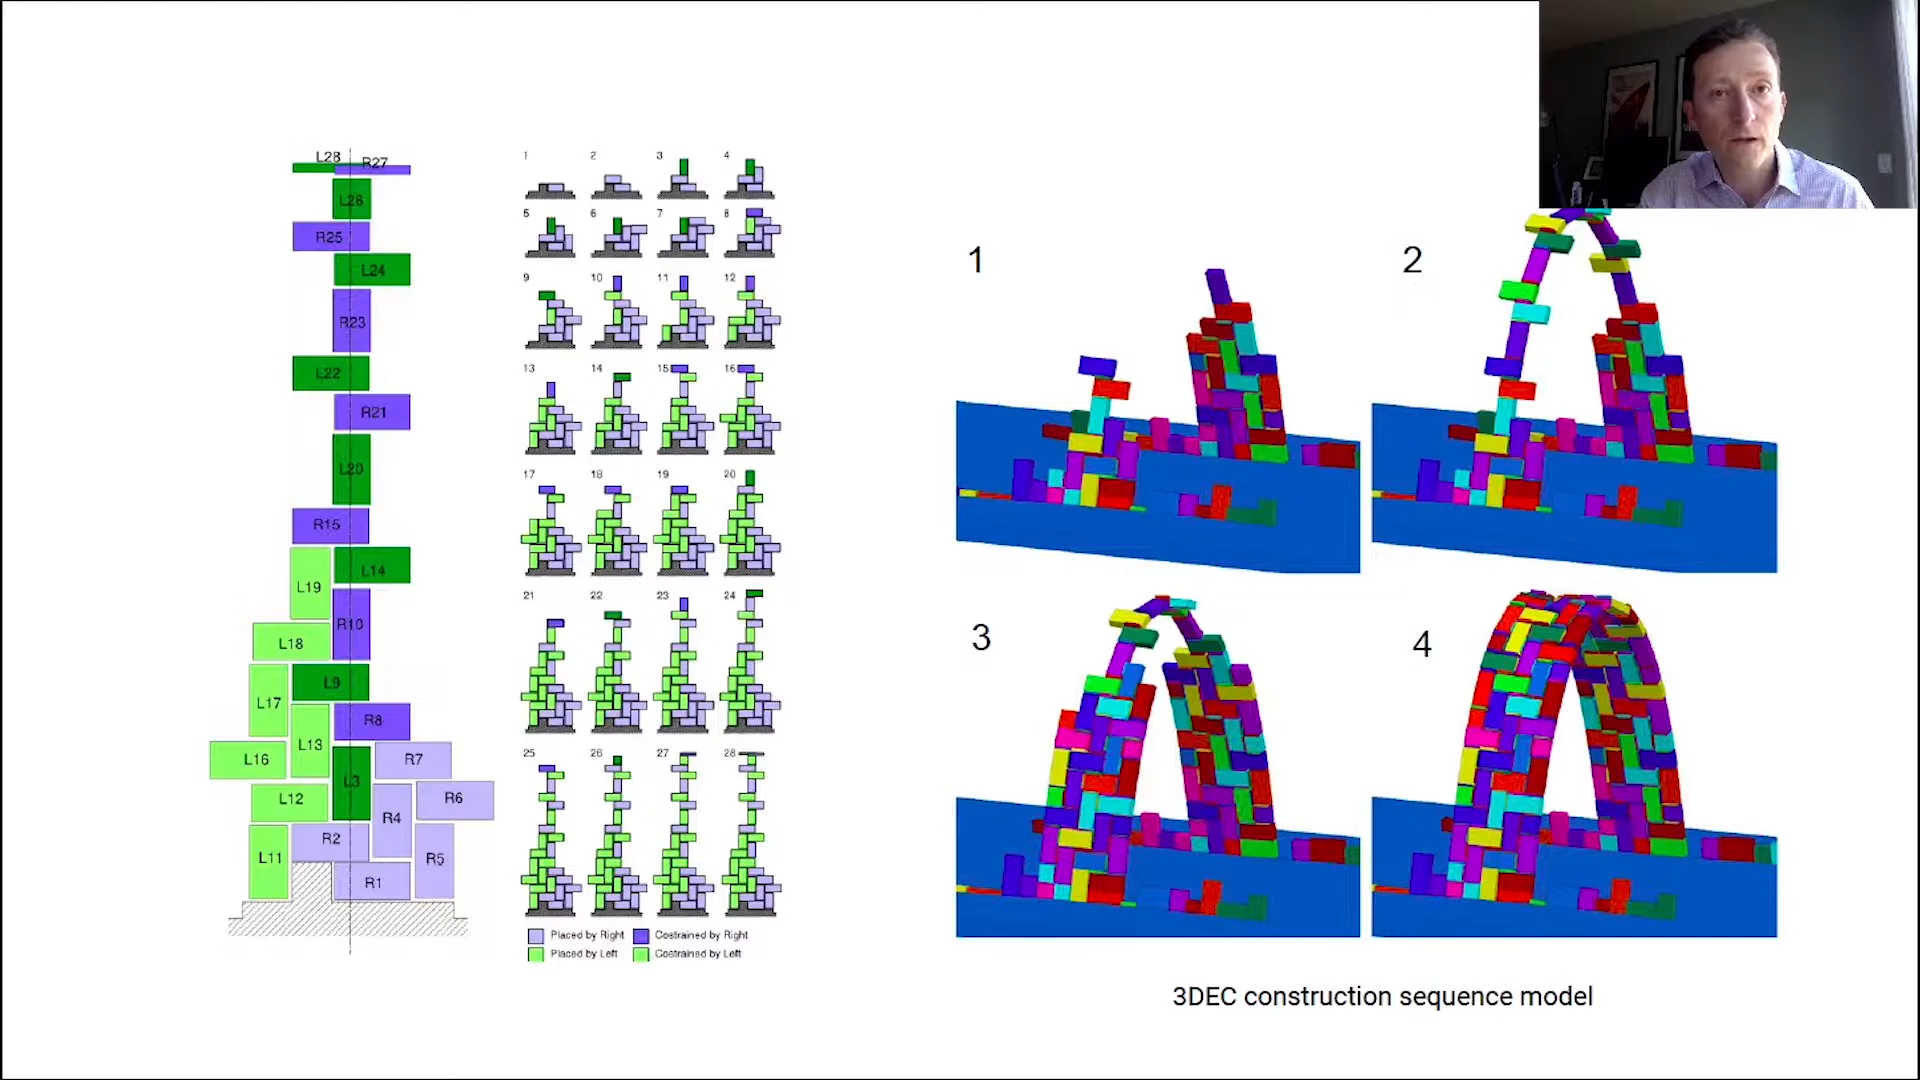 L28
R27
L26
R25
L24
R23
L22
R21
L20
R15
L19
L14
L18
R10
L17
L9
R8
L13
L16
L3
R7
L12
R6
R4
R2
L11
R5
R1
1 2 3 4
5 6 7 8
9 10 11 12
13 14 15 16
17 18 19 20
21 22 23 24
25 26 27 28
Placed by Right Costrained by Right
Placed by Left Costrained by Left
1
2
3
4
3DEC construction sequence model